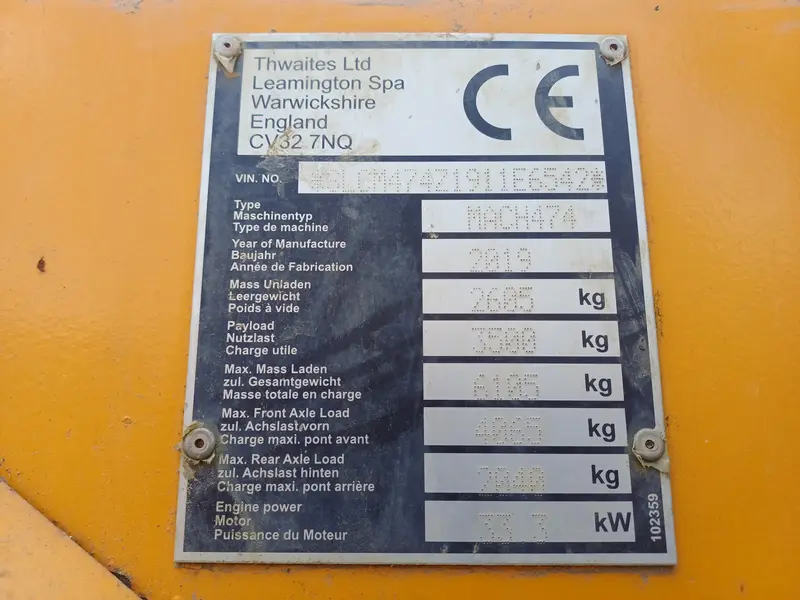 Thwaites Ltd
Leamington Spa
Warwickshire
England
CV32 7NQ
CE
VIN. NO.
Type
Maschinentyp
Type de machine
MACH474
Year of Manufacture
Baujahr
Année de Fabrication
2019
Mass Unladen
Leergewicht
Poids à vide
2605 kg
Payload
Nutzlast
Charge utile
3500 kg
Max. Mass Laden
zul. Gesamtgewicht
Masse totale en charge
6105 kg
Max. Front Axle Load
zul. Achslast vorn
Charge maxi. pont avant
4065 kg
Max. Rear Axle Load
zul. Achslast hinten
Charge maxi. pont arrière
2040 kg
Engine power
Motor
Puissance du Moteur
33.3 kW
102359